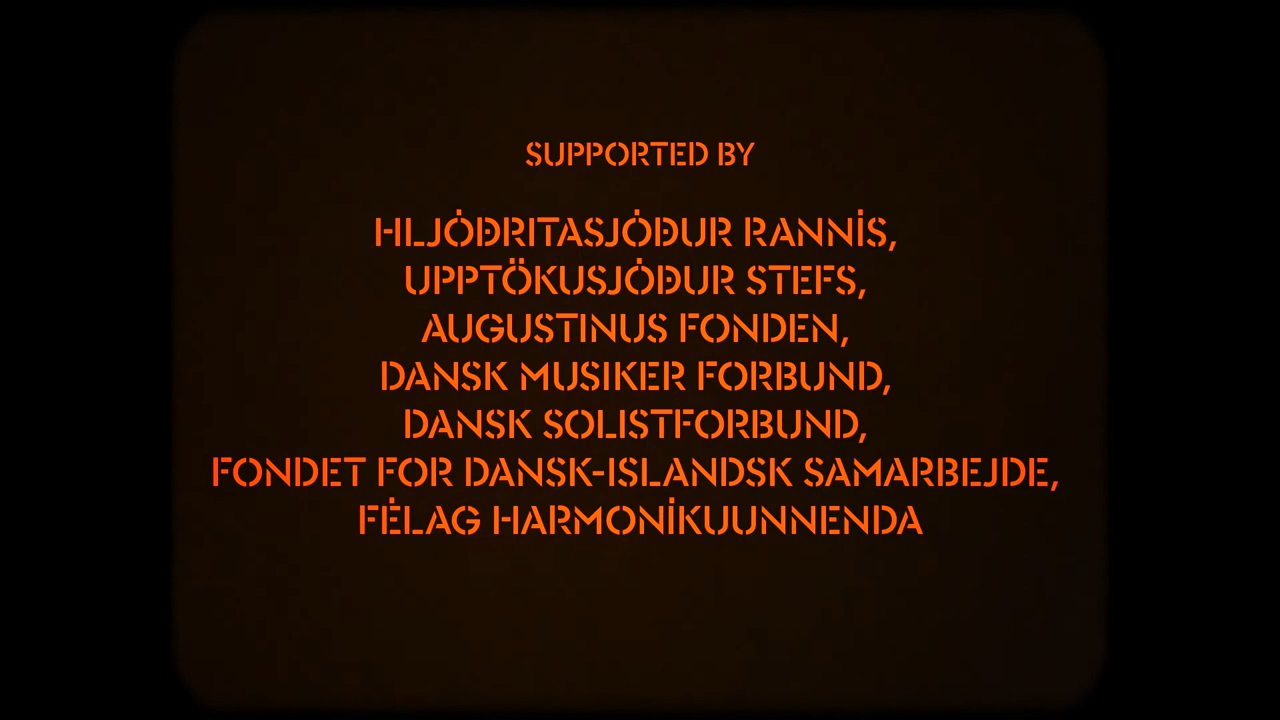 SUPPORTED BY
HLJÓÐRITASJÓÐUR RANNÍS,
UPPTÖKUSJÓÐUR STEFS,
AUGUSTINUS FONDEN,
DANSK MUSIKER FORBUND,
DANSK SOLISTFORBUND,
FONDET FOR DANSK-ISLANDSK SAMARBEJDE,
FÉLAG HARMONÍKUUNNENDA